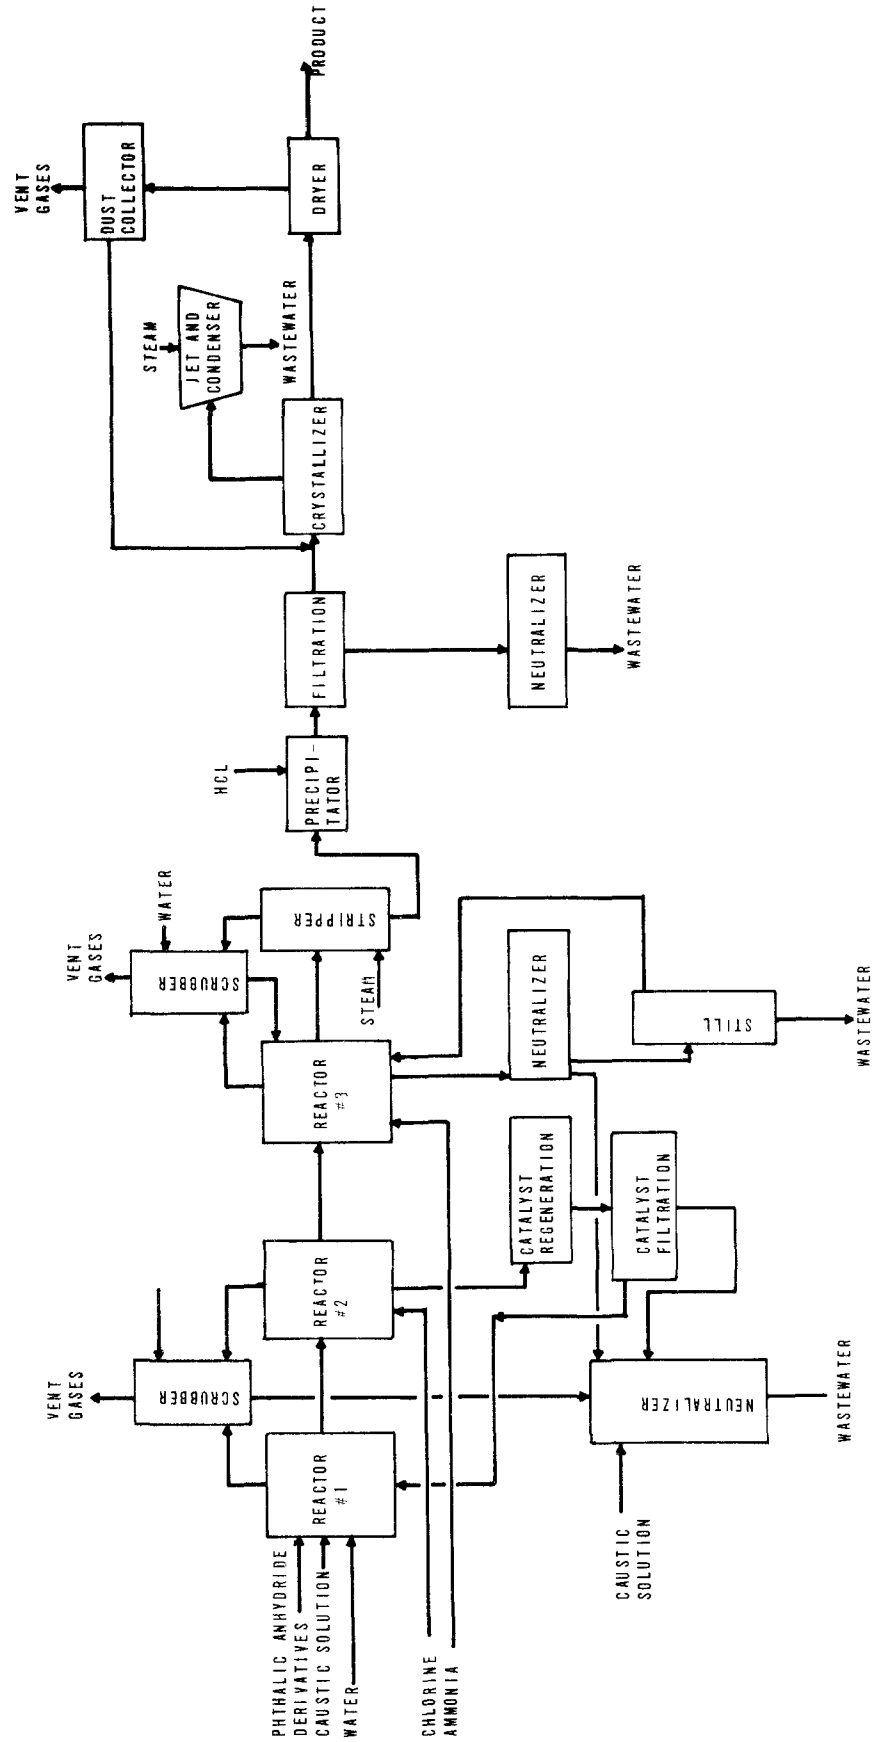 PHTHALIC ANHYDRIDE
DERIVATIVES
CAUSTIC SOLUTION
WATER
CHLORINE
AMMONIA
REACTOR
#1
VENT
GASES
SCRUBBER
REACTOR
#2
CAUSTIC
SOLUTION
NEUTRALIZER
WASTEWATER
CATALYST
REGENERATION
CATALYST
FILTRATION
REACTOR
#3
VENT
GASES
WATER
SCRUBBER
STRIPPER
STEAM
NEUTRALIZER
STILL
WASTEWATER
HCL
PRECIPI-
TATOR
FILTRATION
NEUTRALIZER
WASTEWATER
CRYSTALLIZER
STEAM
JET AND
CONDENSER
WASTEWATER
VENT
GASES
DUST
COLLECTOR
DRYER
PRODUCT